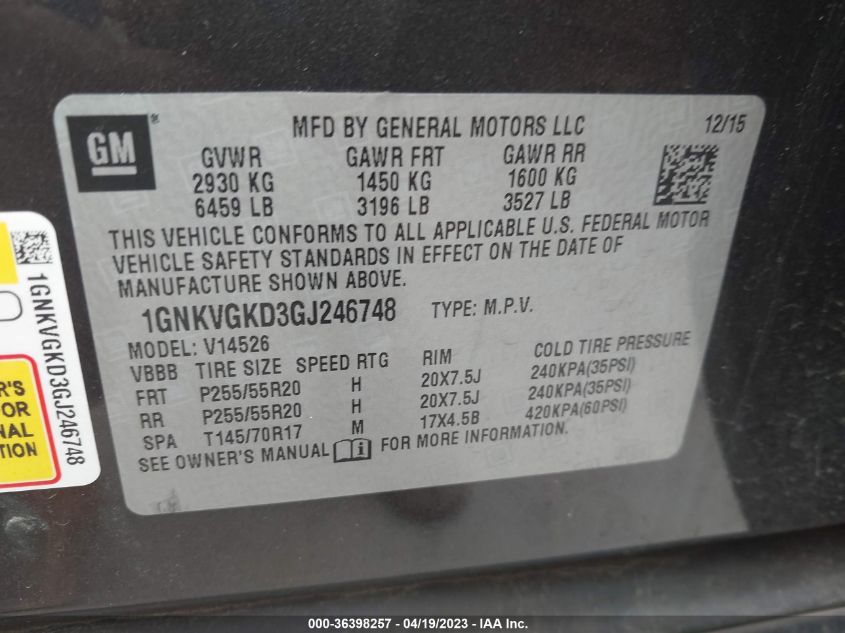 GM®
MFD BY GENERAL MOTORS LLC 12/15
GVWR GAWR FRT GAWR RR
2930 KG 1450 KG 1600 KG
6459 LB 3196 LB 3527 LB
THIS VEHICLE CONFORMS TO ALL APPLICABLE U.S. FEDERAL MOTOR
VEHICLE SAFETY STANDARDS IN EFFECT ON THE DATE OF
MANUFACTURE SHOWN ABOVE.
1GNKVGKD3GJ246748 TYPE: M.P.V.
MODEL: V14526
VBBB TIRE SIZE SPEED RTG RIM COLD TIRE PRESSURE
FRT P255/55R20 H 20X7.5J 240KPA(35PSI)
RR P255/55R20 H 20X7.5J 240KPA(35PSI)
SPA T145/70R17 M 17X4.5B 420KPA(60PSI)
SEE OWNER'S MANUAL FOR MORE INFORMATION.
1GNKVGKD3GJ246748
R'S
FOR
NAL
TION
000-36398257 - 04/19/2023 - IAA Inc.